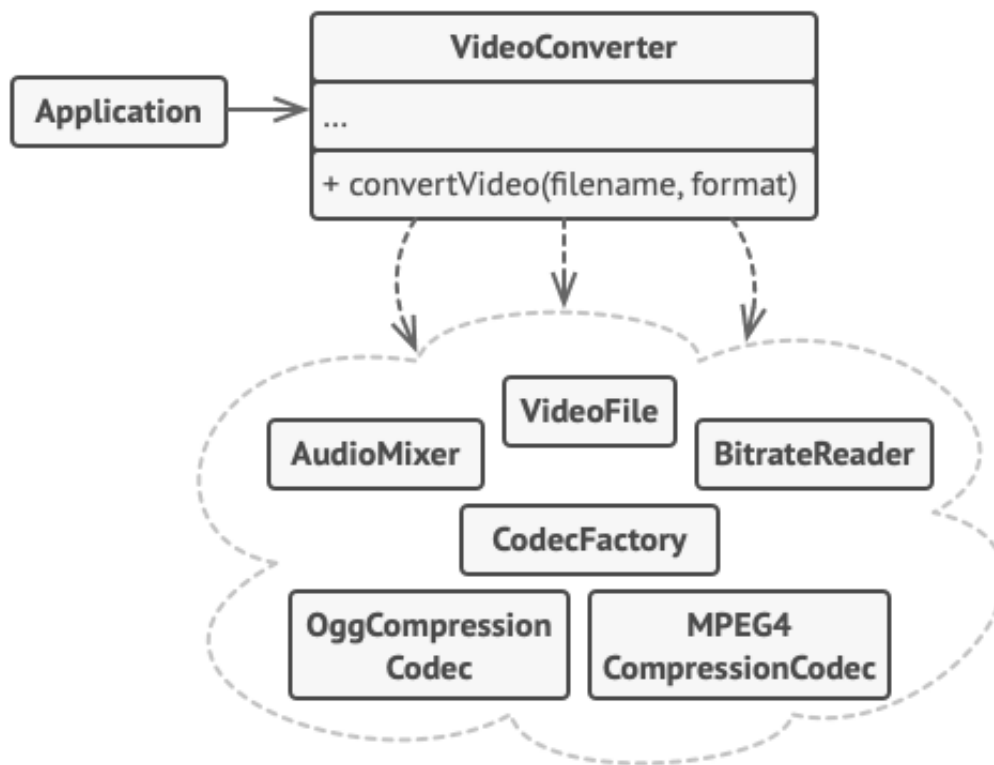 VideoConverter
Application
...
+ convertVideo(filename, format)
VideoFile
AudioMixer
BitrateReader
CodecFactory
OggCompression
Codec
MPEG4
CompressionCodec